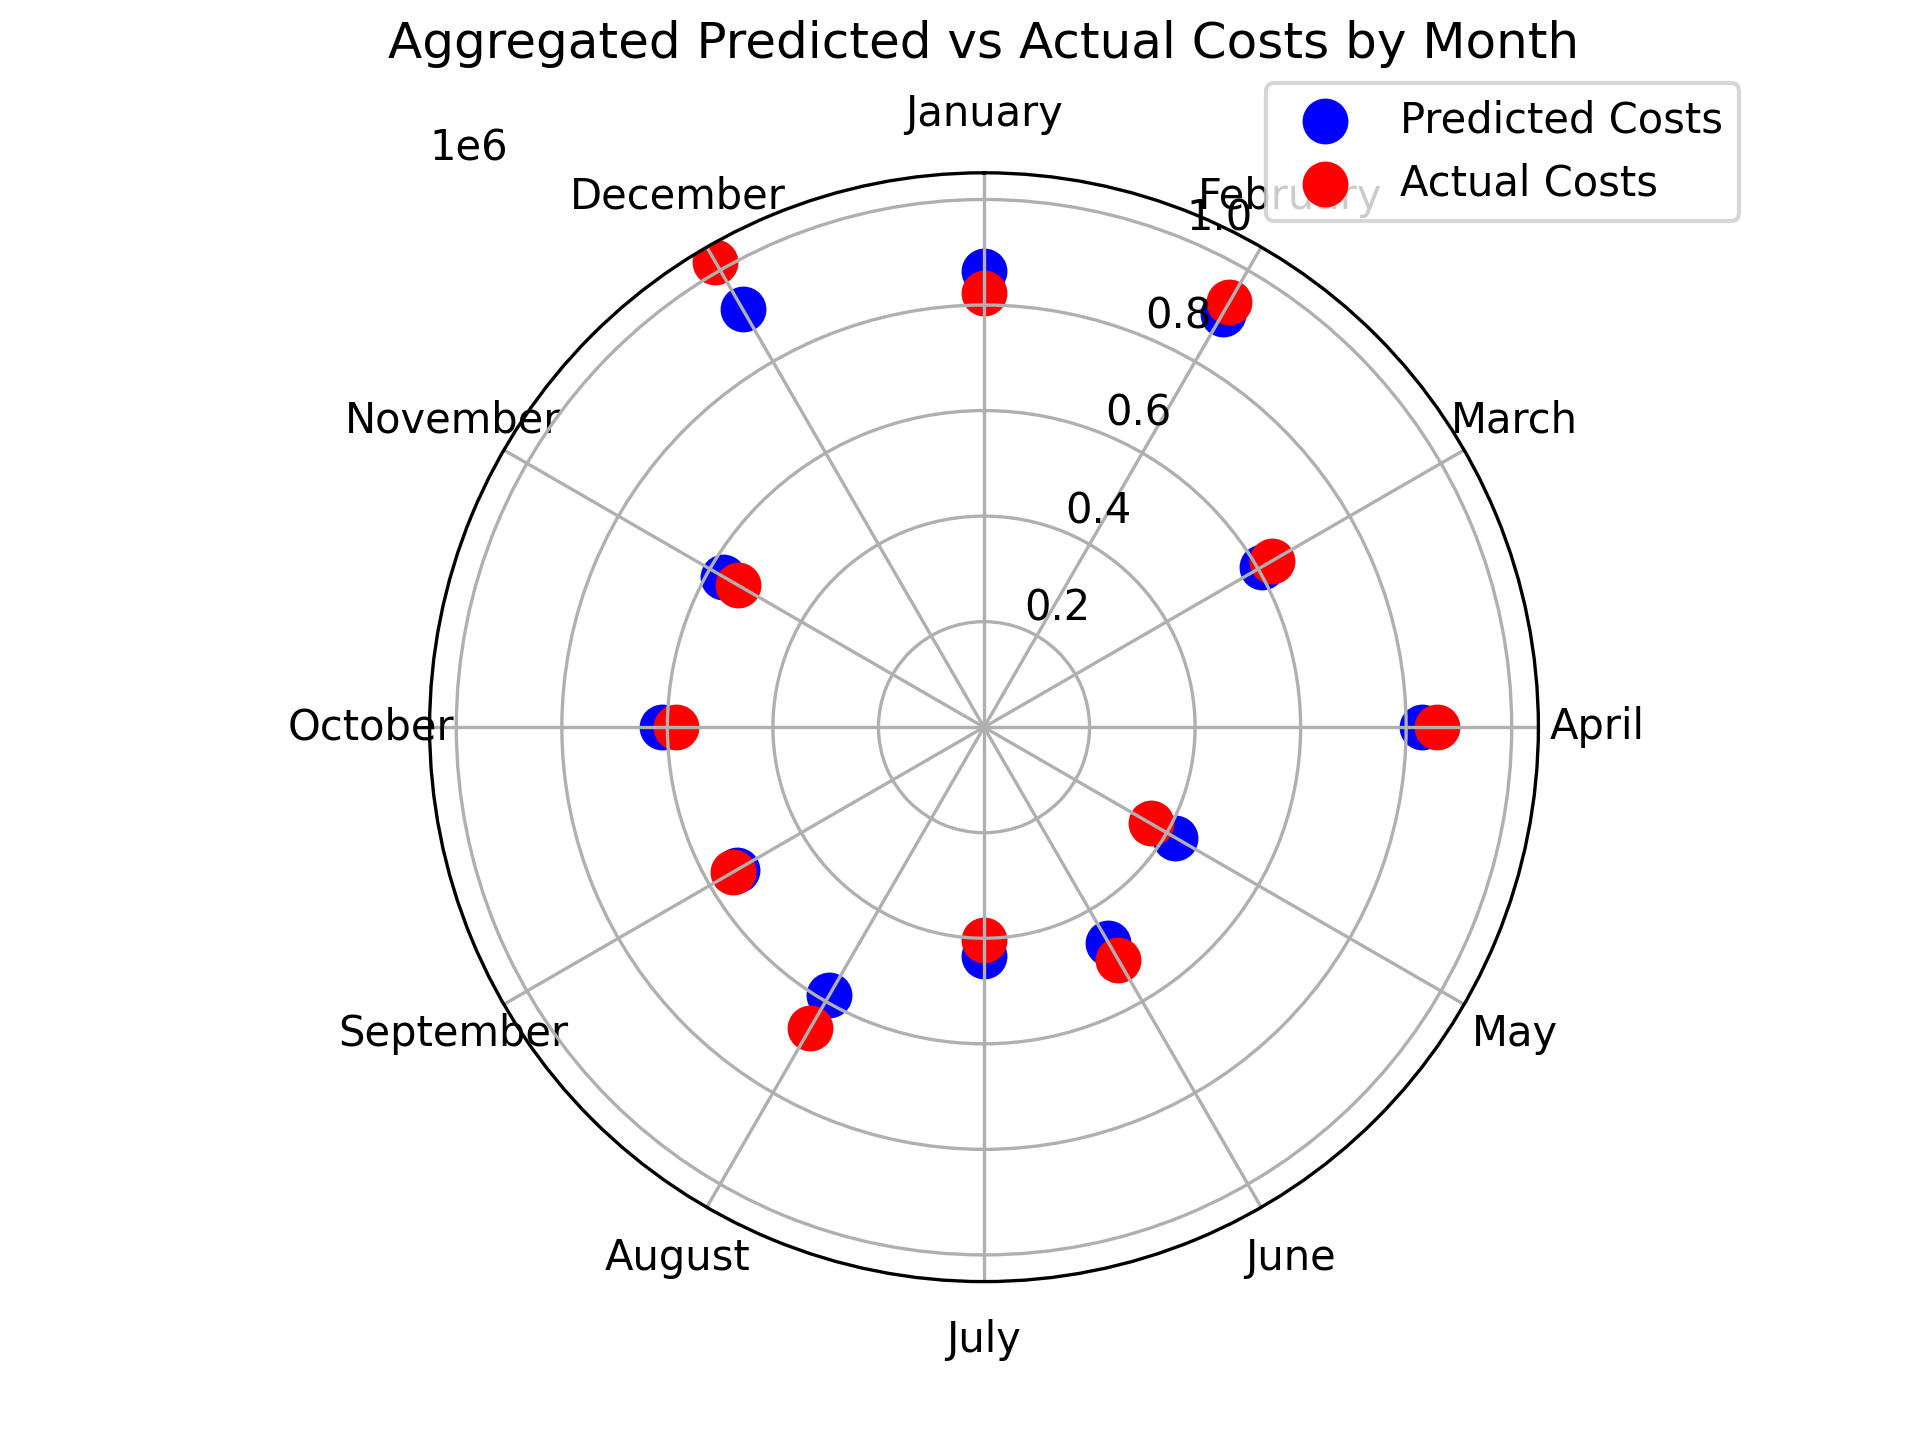 Aggregated Predicted vs Actual Costs by Month
Predicted Costs
Actual Costs
1e6
January
February
March
April
May
June
July
August
September
October
November
December
0.2
0.4
0.6
0.8
1.0